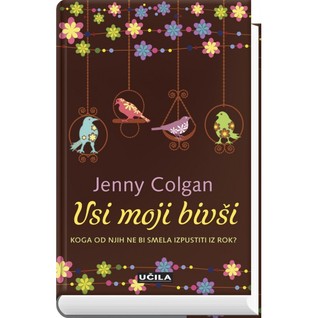 Jenny Colgan
Vsi moji bivši
KOGA OD NJIH NE BI SMELA IZPUSTITI IZ ROK?
UČILA